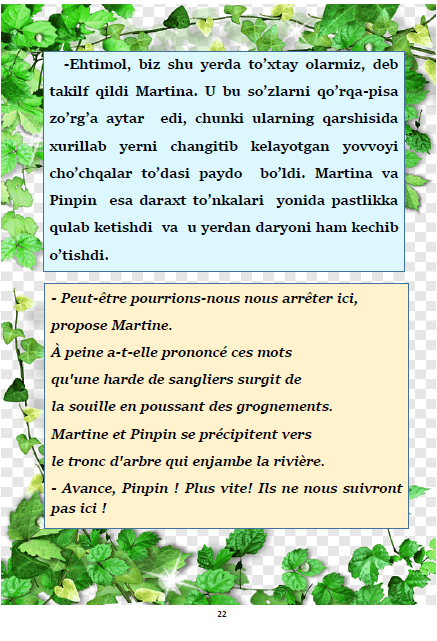 -Ehtimol, biz shu yerda to’xtay olarmiz, deb
takilf qildi Martina. U bu so’zlarni qo’rqa-pisa
zo’rg’a aytar edi, chunki ularning qarshisida
xurillab yerni changitib kelayotgan yovvoyi
cho’chqalar to’dasi paydo bo’ldi. Martina va
Pinpin esa daraxt to’nkalari yonida pastlikka
qulab ketishdi va u yerdan daryoni ham kechib
o’tishdi.
- Peut-être pourrions-nous nous arrêter ici,
propose Martine.
À peine a-t-elle prononcé ces mots
qu'une harde de sangliers surgit de
la souille en poussant des grognements.
Martine et Pinpin se précipitent vers
le tronc d'arbre qui enjambe la rivière.
- Avance, Pinpin ! Plus vite! Ils ne nous suivront
pas ici !
22